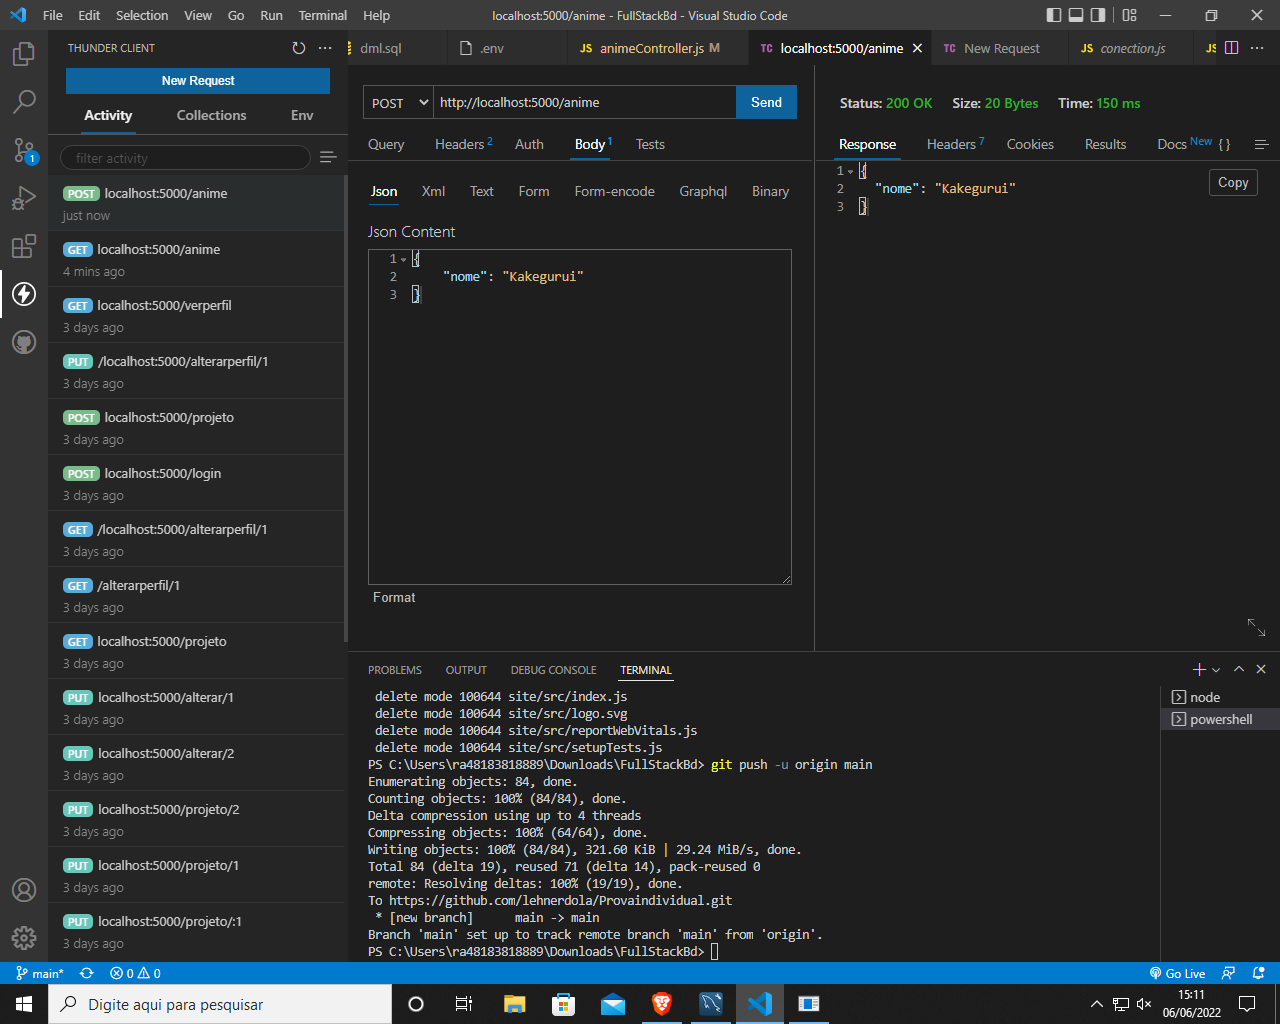 File Edit Selection View Go Run Terminal Help localhost:5000/anime - FullStackBd - Visual Studio Code
THUNDER CLIENT
New Request
Activity Collections Env
filter activity
POST localhost:5000/anime
just now
GET localhost:5000/anime
4 mins ago
GET localhost:5000/verperfil
3 days ago
PUT /localhost:5000/alterarperfil/1
3 days ago
POST localhost:5000/projeto
3 days ago
POST localhost:5000/login
3 days ago
GET /localhost:5000/alterarperfil/1
3 days ago
GET /alterarperfil/1
3 days ago
GET localhost:5000/projeto
3 days ago
PUT localhost:5000/alterar/1
3 days ago
PUT localhost:5000/alterar/2
3 days ago
PUT localhost:5000/projeto/2
3 days ago
PUT localhost:5000/projeto/1
3 days ago
PUT localhost:5000/projeto/:1
3 days ago
dml.sql .env JS animeController.js M TC localhost:5000/anime TC New Request JS conection.js JS
POST http://localhost:5000/anime Send
Query Headers 2 Auth Body 1 Tests
Json Xml Text Form Form-encode Graphql Binary
Json Content
1 {
2 "nome": "Kakegurui"
3 }
Format
Status: 200 OK Size: 20 Bytes Time: 150 ms
Response Headers 7 Cookies Results Docs New { }
1 {
2 "nome": "Kakegurui"
3 }
Copy
PROBLEMS OUTPUT DEBUG CONSOLE TERMINAL
delete mode 100644 site/src/index.js
delete mode 100644 site/src/logo.svg
delete mode 100644 site/src/reportWebVitals.js
delete mode 100644 site/src/setupTests.js
PS C:\Users\ra48183818889\Downloads\FullStackBd> git push -u origin main
Enumerating objects: 84, done.
Counting objects: 100% (84/84), done.
Delta compression using up to 4 threads
Compressing objects: 100% (64/64), done.
Writing objects: 100% (84/84), 321.60 KiB | 29.24 MiB/s, done.
Total 84 (delta 19), reused 71 (delta 14), pack-reused 0
remote: Resolving deltas: 100% (19/19), done.
To https://github.com/lehnerdola/Provaindividual.git
* [new branch] main -> main
Branch 'main' set up to track remote branch 'main' from 'origin'.
PS C:\Users\ra48183818889\Downloads\FullStackBd>
node
powershell
1
main* 0 0 Go Live
Digite aqui para pesquisar
15:11
06/06/2022